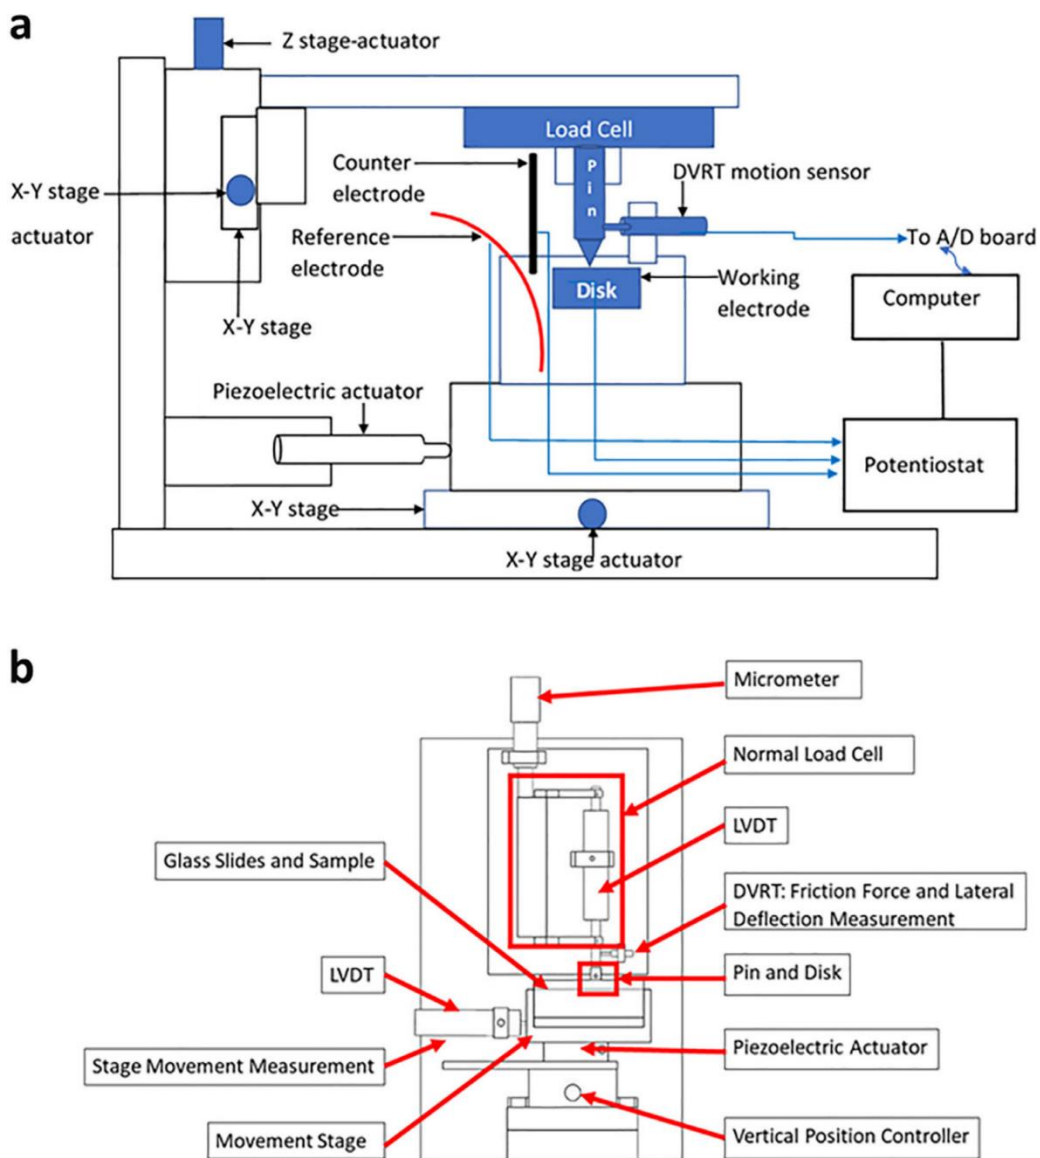 a
Z stage-actuator
Load Cell
Counter
electrode
Pin
DVRT motion sensor
X-Y stage
actuator
Reference
electrode
To A/D board
Disk
Working
electrode
Computer
X-Y stage
Piezoelectric actuator
Potentiostat
X-Y stage
X-Y stage actuator
b
Micrometer
Normal Load Cell
LVDT
Glass Slides and Sample
DVRT: Friction Force and Lateral
Deflection Measurement
LVDT
Pin and Disk
Stage Movement Measurement
Piezoelectric Actuator
Movement Stage
Vertical Position Controller